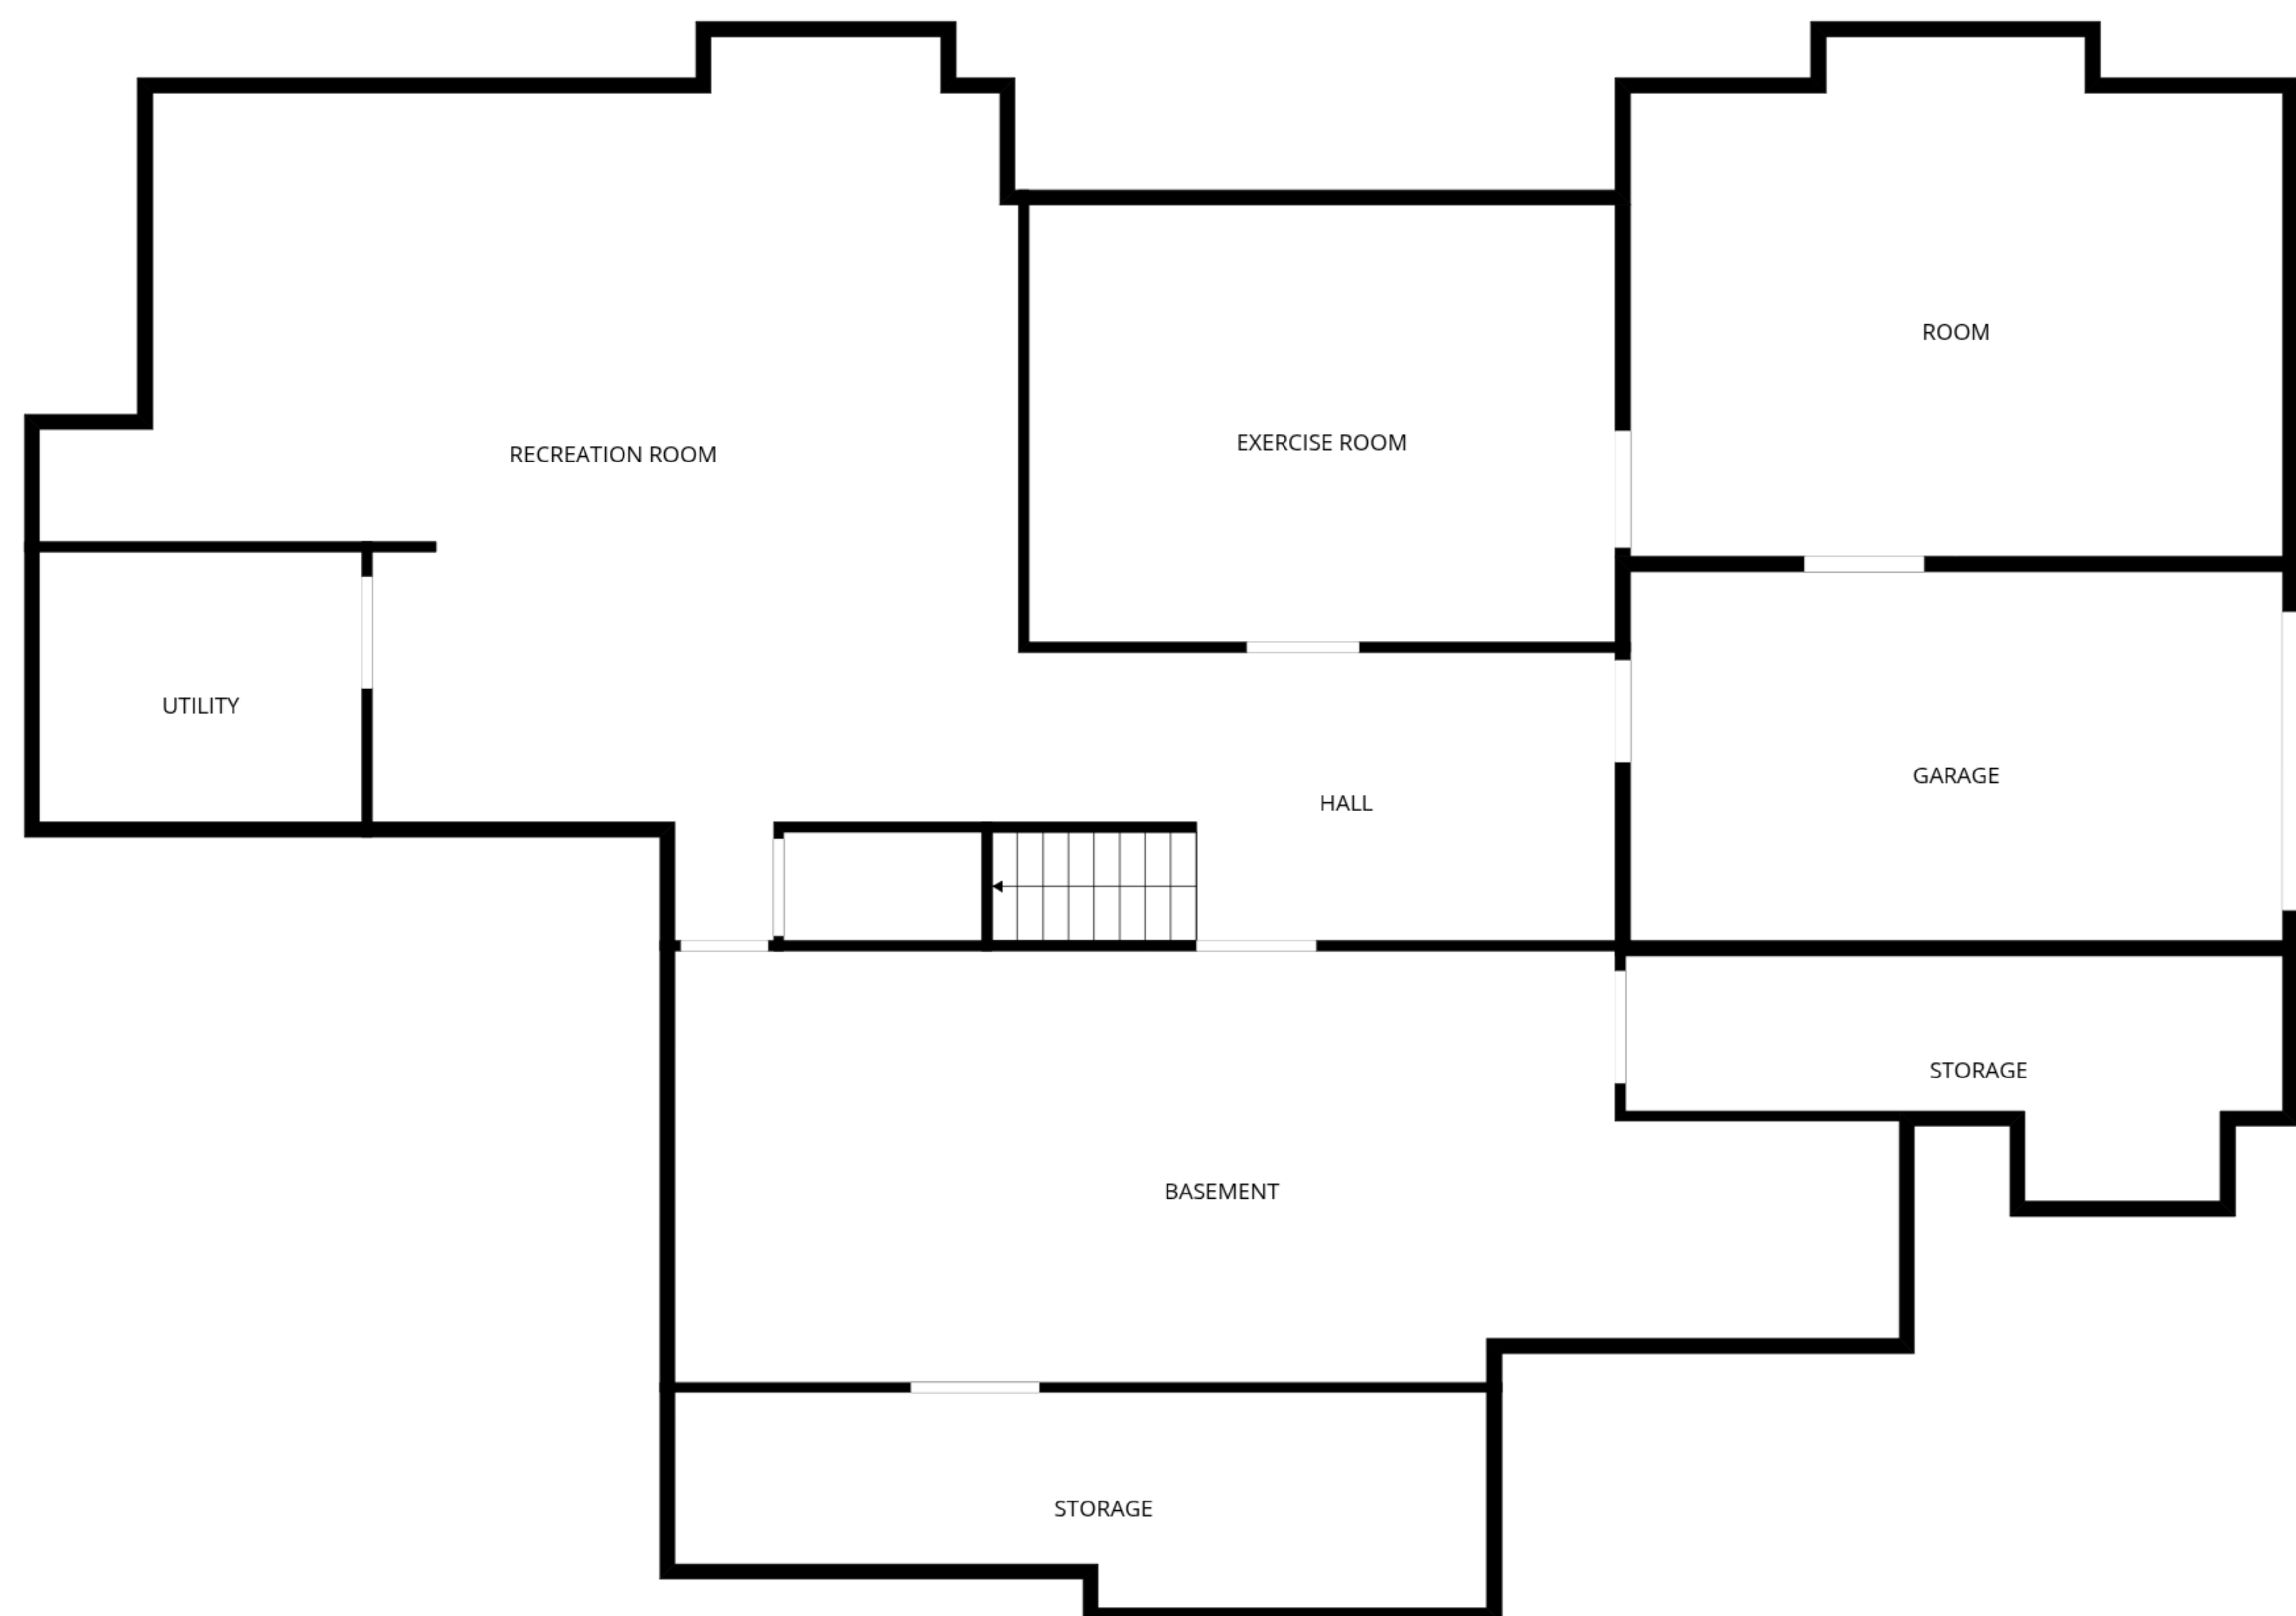 ROOM
EXERCISE ROOM
RECREATION ROOM
UTILITY
GARAGE
HALL
STORAGE
BASEMENT
STORAGE